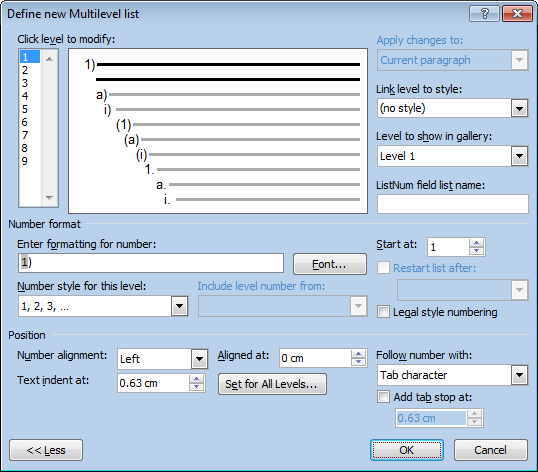 Define new Multilevel list
Click level to modify:
1
2
3
4
5
6
7
8
9
1)
a)
i)
(1)
(a)
(i)
1.
a.
i.
Apply changes to:
Current paragraph
Link level to style:
(no style)
Level to show in gallery:
Level 1
ListNum field list name:
Number format
Enter formatting for number:
1)
Font...
Number style for this level:
1, 2, 3, ...
Include level number from:
Start at: 1
Restart list after:
Legal style numbering
Position
Number alignment: Left
Aligned at: 0 cm
Text indent at: 0.63 cm
Set for All Levels...
Follow number with:
Tab character
Add tab stop at:
0.63 cm
<< Less
OK
Cancel